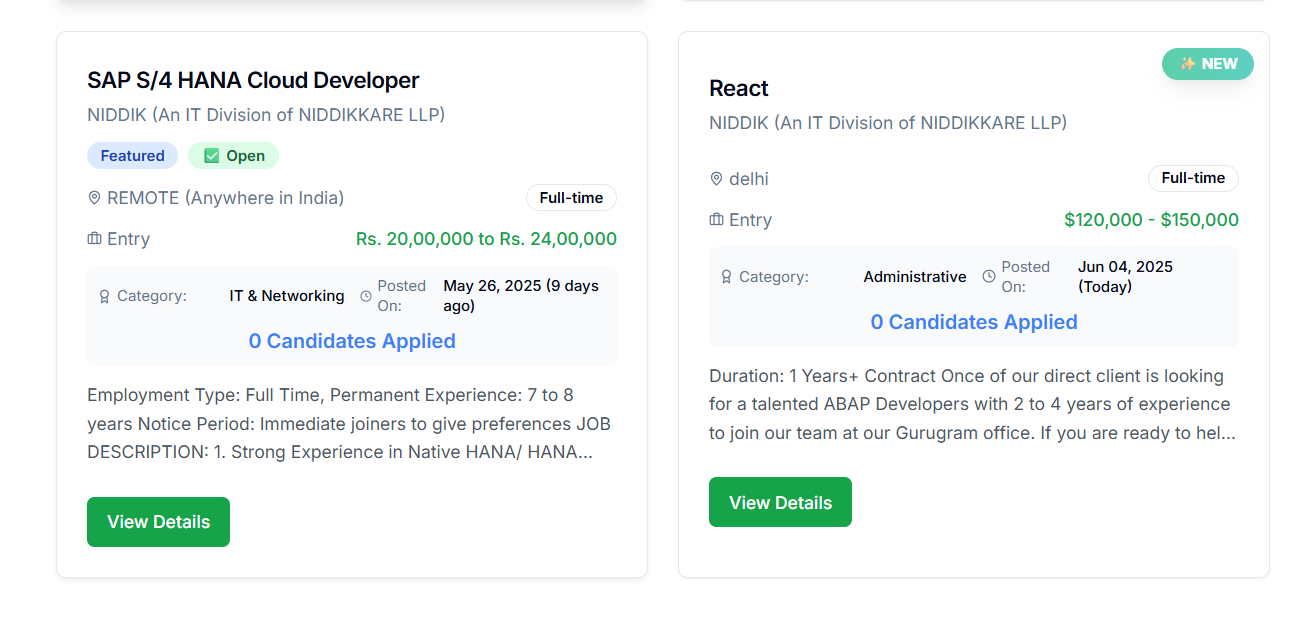 SAP S/4 HANA Cloud Developer
NIDDIK (An IT Division of NIDDIKKARE LLP)
Featured
✅ Open
REMOTE (Anywhere in India)
Full-time
Entry
Rs. 20,00,000 to Rs. 24,00,000
Category:
IT & Networking
Posted
On:
May 26, 2025 (9 days
ago)
0 Candidates Applied
Employment Type: Full Time, Permanent Experience: 7 to 8
years Notice Period: Immediate joiners to give preferences JOB
DESCRIPTION: 1. Strong Experience in Native HANA/ HANA...
View Details
✨ NEW
React
NIDDIK (An IT Division of NIDDIKKARE LLP)
delhi
Full-time
Entry
$120,000 - $150,000
Category:
Administrative
Posted
On:
Jun 04, 2025
(Today)
0 Candidates Applied
Duration: 1 Years+ Contract Once of our direct client is looking
for a talented ABAP Developers with 2 to 4 years of experience
to join our team at our Gurugram office. If you are ready to hel...
View Details